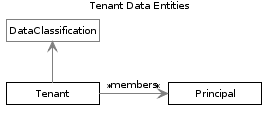 Tenant Data Entities
DataClassification
*members*
Tenant
Principal